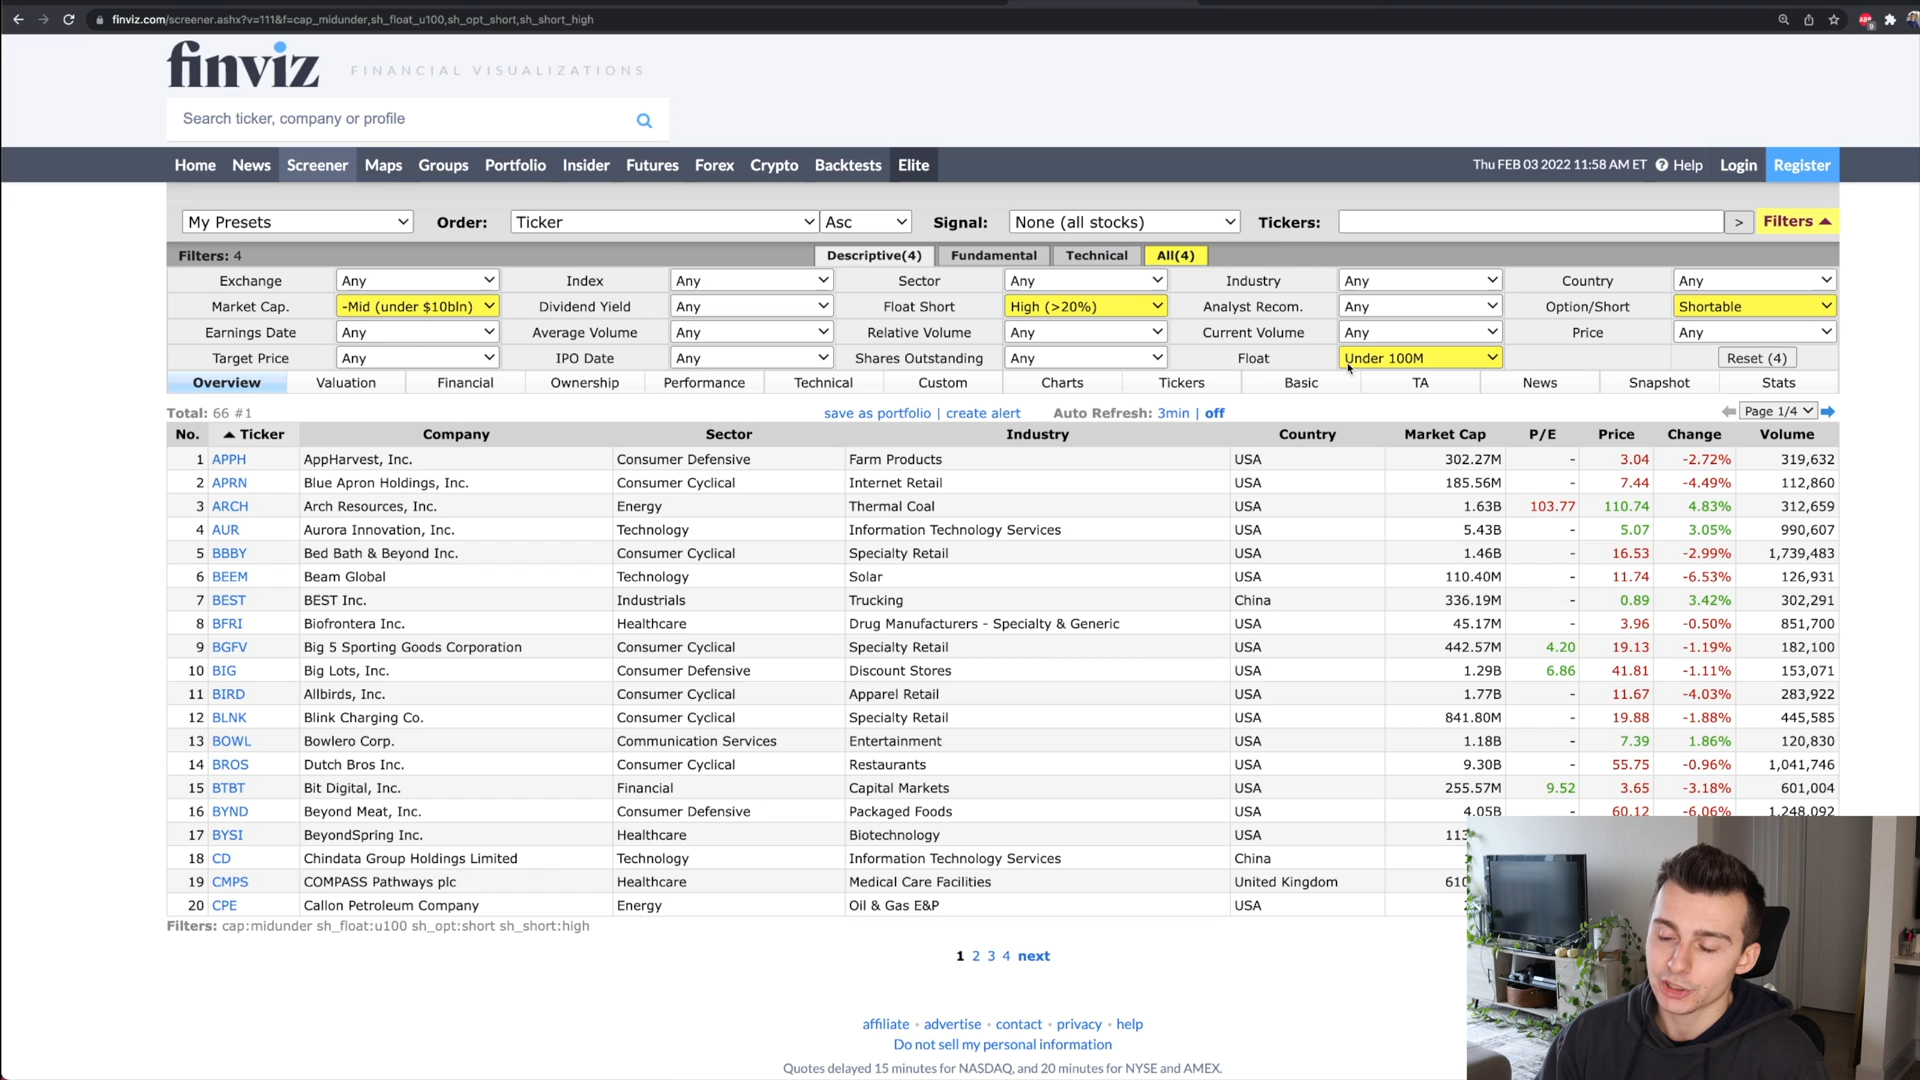 finviz.com/screener.ashx?v=111&f=cap_midunder,sh_float_u100,sh_opt_short,sh_short_high
finviz FINANCIAL VISUALIZATIONS
Search ticker, company or profile
Home News Screener Maps Groups Portfolio Insider Futures Forex Crypto Backtests Elite Thu FEB 03 2022 11:58 AM ET Help Login Register
My Presets Order: Ticker Asc Signal: None (all stocks) Tickers: > Filters
Filters: 4 Descriptive(4) Fundamental Technical All(4)
Exchange Any Index Any Sector Any Industry Any Country Any
Market Cap. -Mid (under $10bln) Dividend Yield Any Float Short High (>20%) Analyst Recom. Any Option/Short Shortable
Earnings Date Any Average Volume Any Relative Volume Any Current Volume Any Price Any
Target Price Any IPO Date Any Shares Outstanding Any Float Under 100M Reset (4)
Overview Valuation Financial Ownership Performance Technical Custom Charts Tickers Basic TA News Snapshot Stats
Total: 66 #1 save as portfolio | create alert Auto Refresh: 3min | off Page 1/4
No. Ticker Company Sector Industry Country Market Cap P/E Price Change Volume
1 APPH AppHarvest, Inc. Consumer Defensive Farm Products USA 302.27M - 3.04 -2.72% 319,632
2 APRN Blue Apron Holdings, Inc. Consumer Cyclical Internet Retail USA 185.56M - 7.44 -4.49% 112,860
3 ARCH Arch Resources, Inc. Energy Thermal Coal USA 1.63B 103.77 110.74 4.83% 312,659
4 AUR Aurora Innovation, Inc. Technology Information Technology Services USA 5.43B - 5.07 3.05% 990,607
5 BBBY Bed Bath & Beyond Inc. Consumer Cyclical Specialty Retail USA 1.46B - 16.53 -2.99% 1,739,483
6 BEEM Beam Global Technology Solar USA 110.40M - 11.74 -6.53% 126,931
7 BEST BEST Inc. Industrials Trucking China 336.19M - 0.89 3.42% 302,291
8 BFRI Biofrontera Inc. Healthcare Drug Manufacturers - Specialty & Generic USA 45.17M - 3.96 -0.50% 851,700
9 BGFV Big 5 Sporting Goods Corporation Consumer Cyclical Specialty Retail USA 442.57M 4.20 19.13 -1.19% 182,100
10 BIG Big Lots, Inc. Consumer Defensive Discount Stores USA 1.29B 6.86 41.81 -1.11% 153,071
11 BIRD Allbirds, Inc. Consumer Cyclical Apparel Retail USA 1.77B - 11.67 -4.03% 283,922
12 BLNK Blink Charging Co. Consumer Cyclical Specialty Retail USA 841.80M - 19.88 -1.88% 445,585
13 BOWL Bowlero Corp. Communication Services Entertainment USA 1.18B - 7.39 1.86% 120,830
14 BROS Dutch Bros Inc. Consumer Cyclical Restaurants USA 9.30B - 55.75 -0.96% 1,041,746
15 BTBT Bit Digital, Inc. Financial Capital Markets USA 255.57M 9.52 3.65 -3.18% 601,004
16 BYND Beyond Meat, Inc. Consumer Defensive Packaged Foods USA 4.05B - 60.12 -6.06% 1,248,092
17 BYSI BeyondSpring Inc. Healthcare Biotechnology USA 113
18 CD Chindata Group Holdings Limited Technology Information Technology Services China
19 CMPS COMPASS Pathways plc Healthcare Medical Care Facilities United Kingdom 610
20 CPE Callon Petroleum Company Energy Oil & Gas E&P USA
Filters: cap:midunder sh_float:u100 sh_opt:short sh_short:high
1 2 3 4 next
affiliate • advertise • contact • privacy • help
Do not sell my personal information
Quotes delayed 15 minutes for NASDAQ, and 20 minutes for NYSE and AMEX.